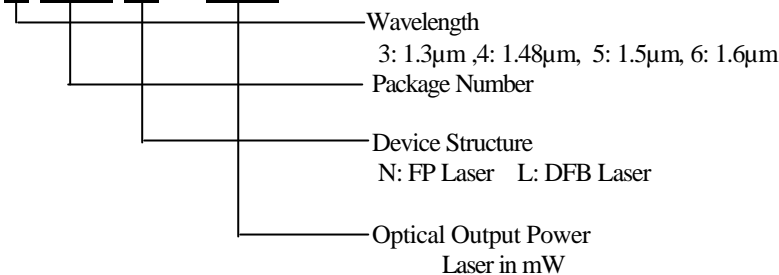 Wavelength
3: 1.3µm ,4: 1.48µm, 5: 1.5µm, 6: 1.6µm
Package Number
Device Structure
N: FP Laser L: DFB Laser
Optical Output Power
Laser in mW